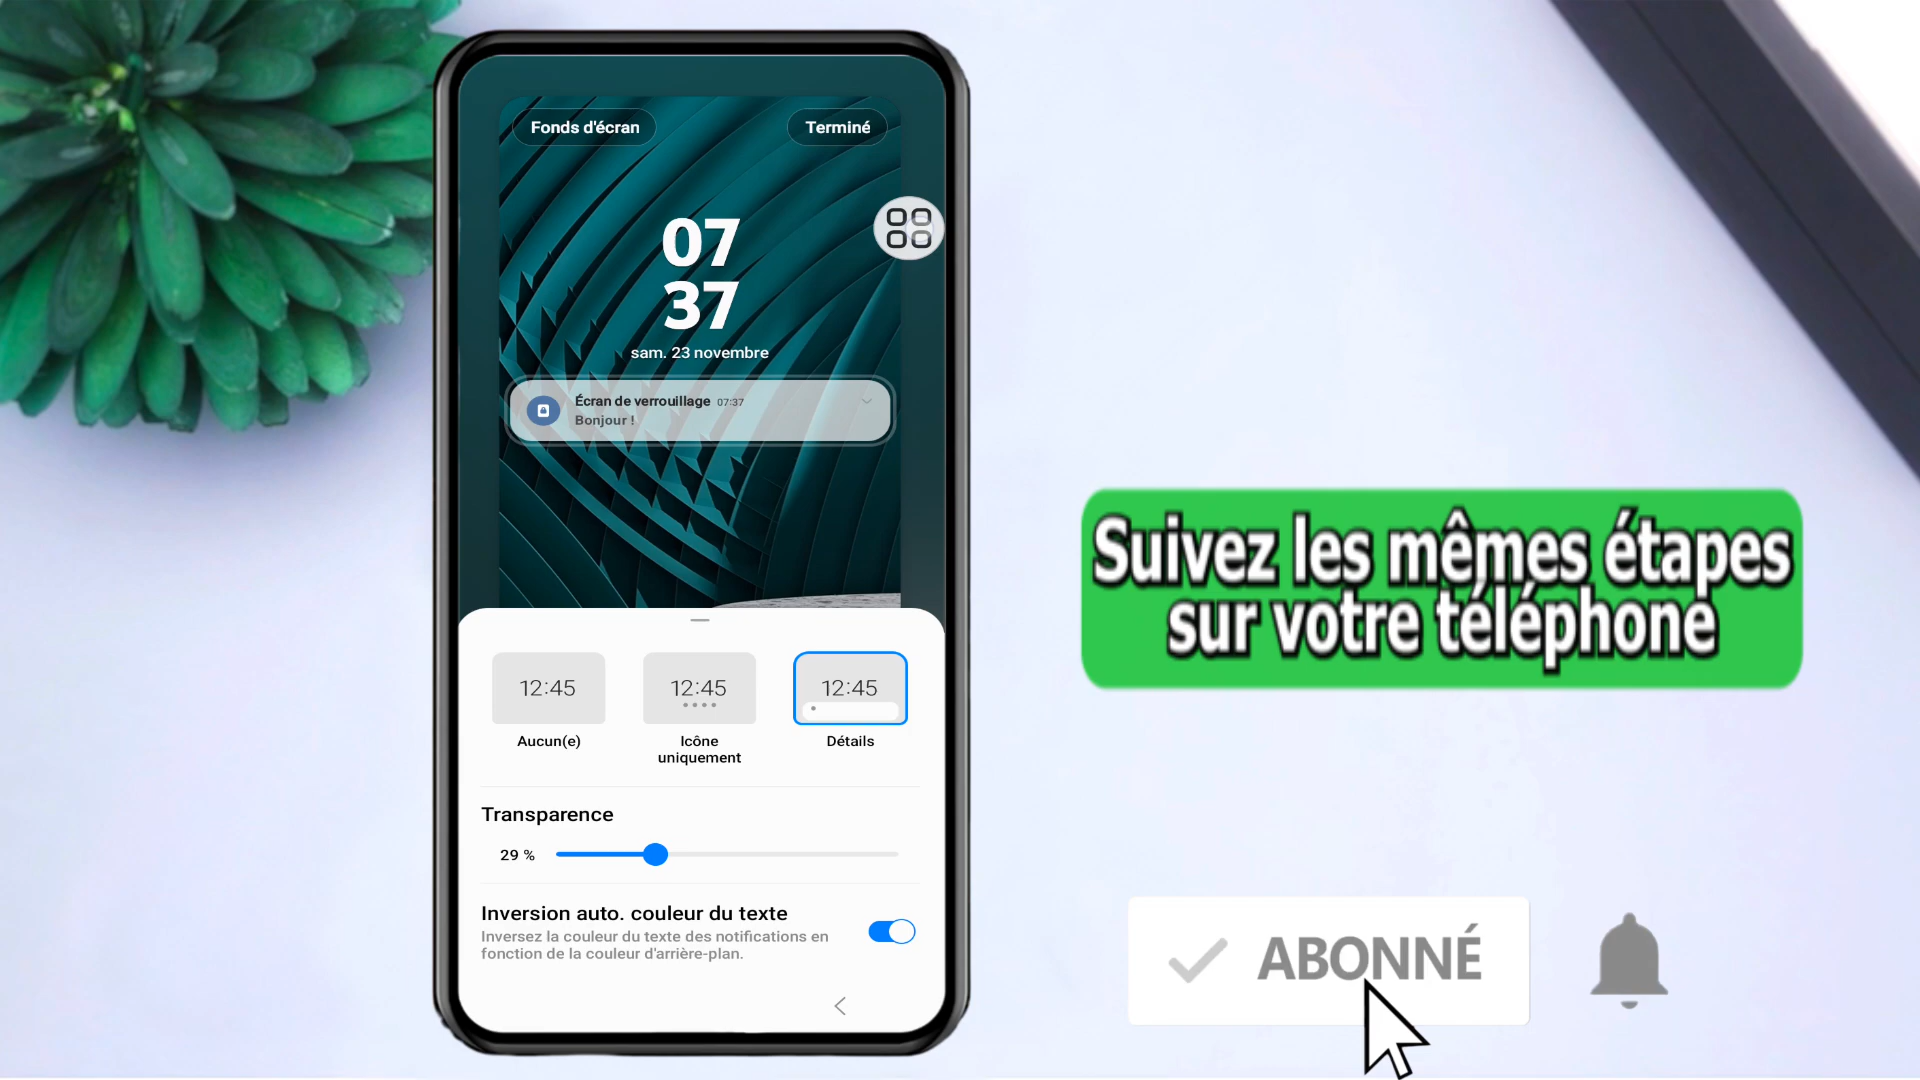 Fonds d'écran
Terminé
07
37
sam. 23 novembre
Écran de verrouillage 07:37
Bonjour !
12:45
12:45
12:45
Aucun(e)
Icône
uniquement
Détails
Transparence
29 %
Inversion auto. couleur du texte
Inversez la couleur du texte des notifications en
fonction de la couleur d'arrière-plan.
Suivez les mêmes étapes
sur votre téléphone
ABONNÉ